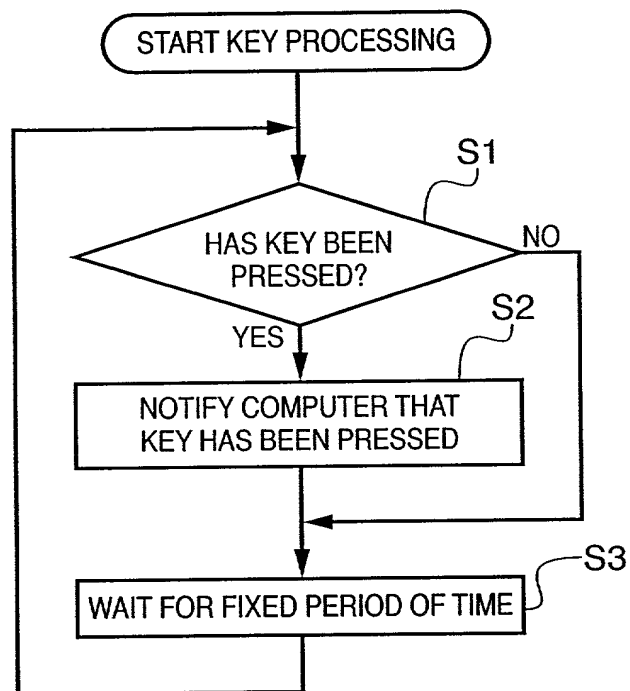 START KEY PROCESSING
S1
HAS KEY BEEN
PRESSED?
NO
YES
S2
NOTIFY COMPUTER THAT
KEY HAS BEEN PRESSED
S3
WAIT FOR FIXED PERIOD OF TIME